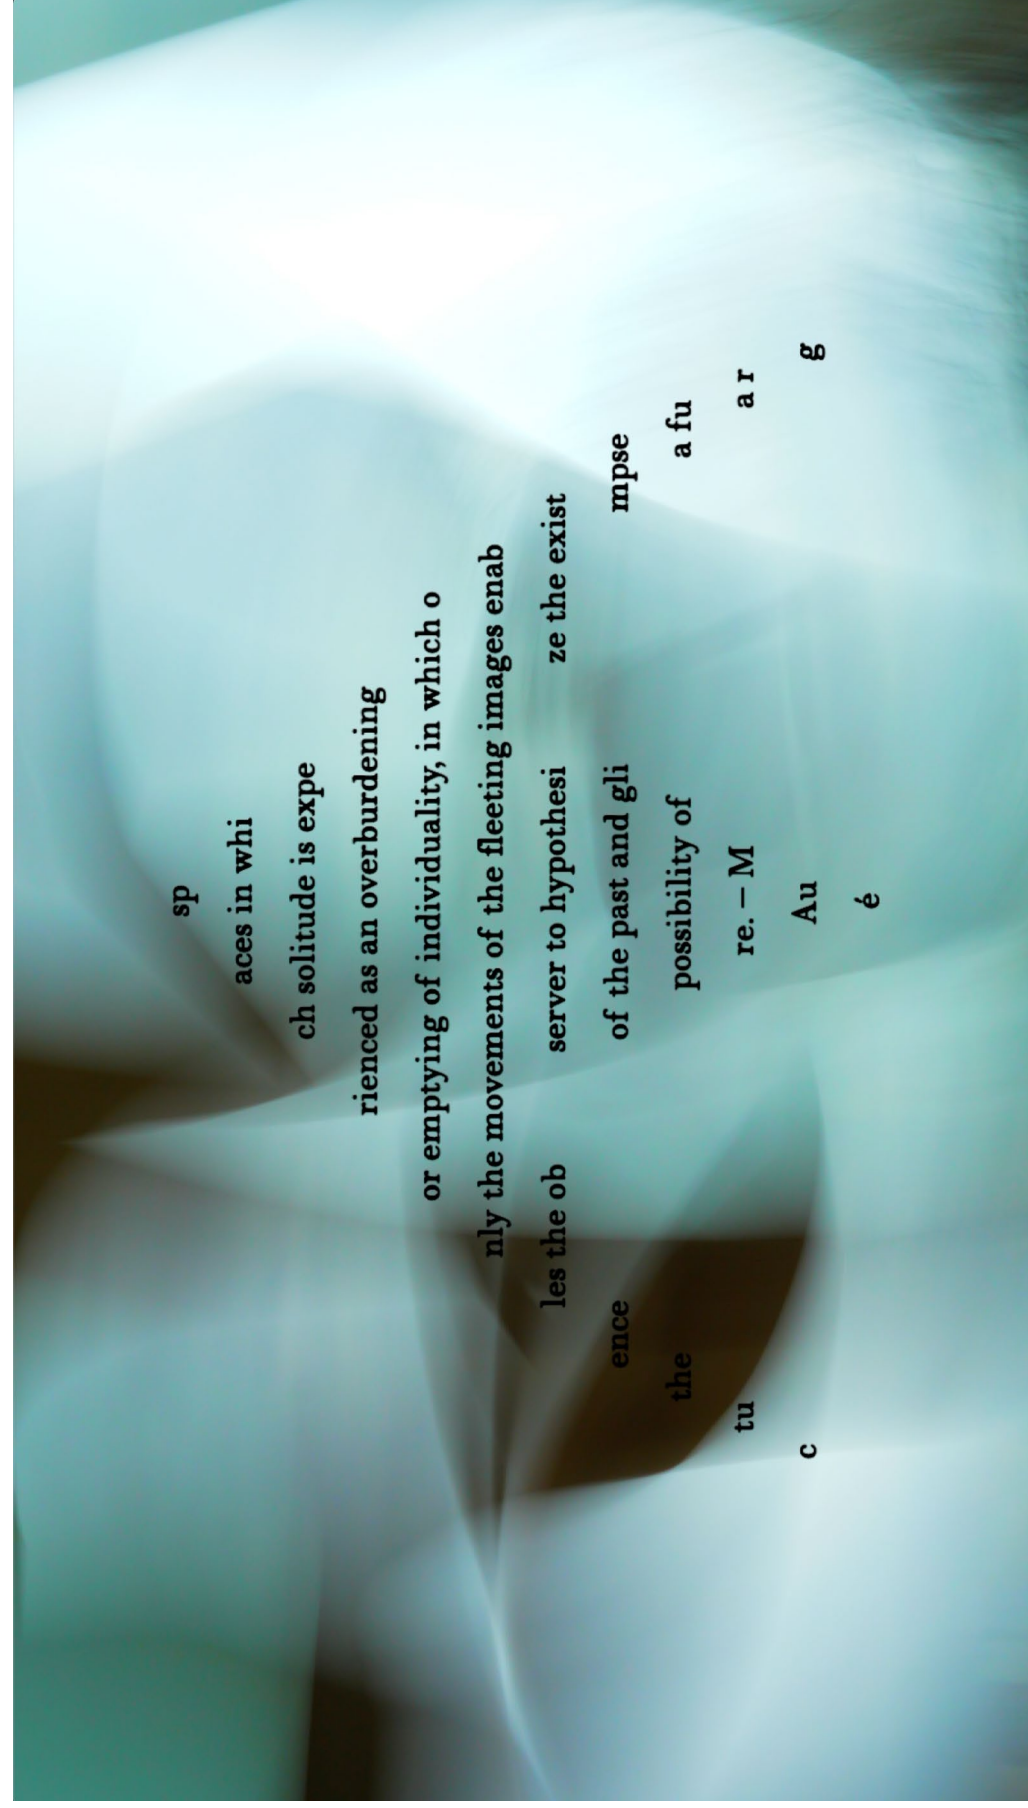 sp
aces in whi
ch solitude is expe
rienced as an overburdening
or emptying of individuality, in which o
nly the movements of the fleeting images enab
les the ob server to hypothesi ze the exist
ence of the past and gli mpse
the possibility of a fu
tu re. – M a r
c Au g
é